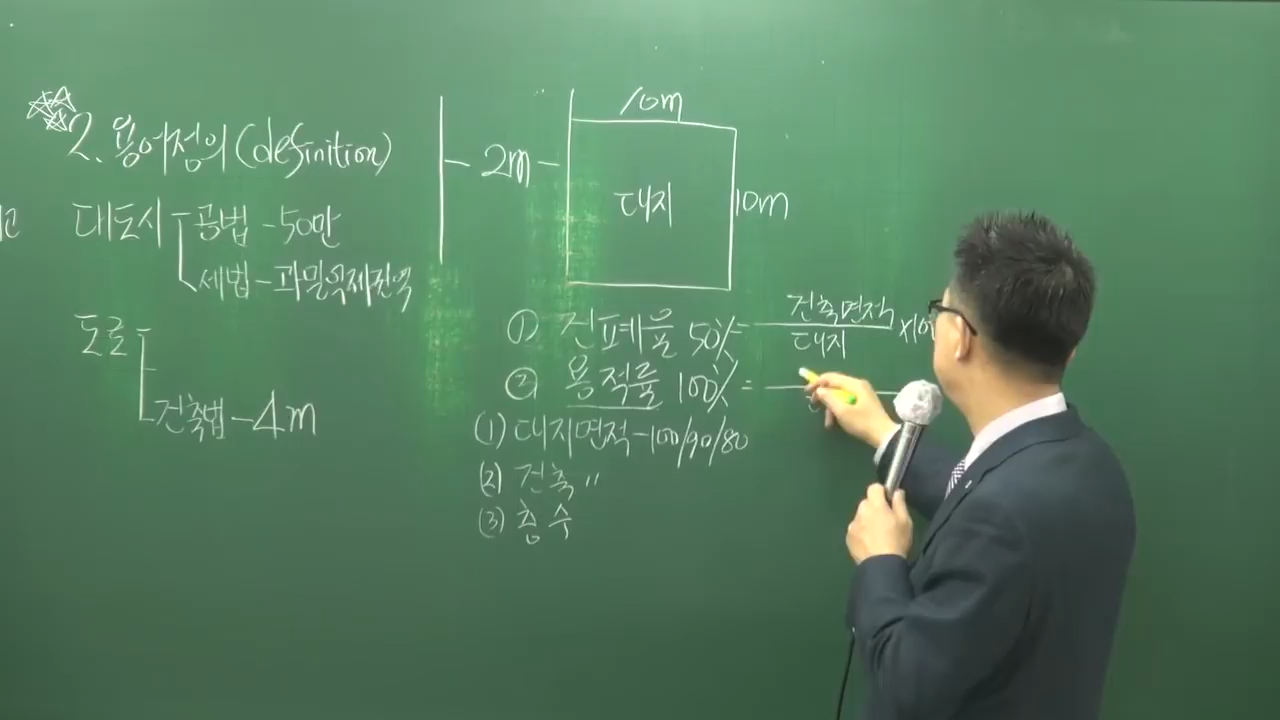 2. 용어정의(definition)
대도시 공법 - 50만
세법 - 과밀억제권역
도로
건축법 - 4m
2m
10m
대지
10m
① 건폐율 50% = 건축면적
대지
② 용적률 100% =
(1) 대지면적 - 100/90/80
(2) 건축 〃
(3) 층수